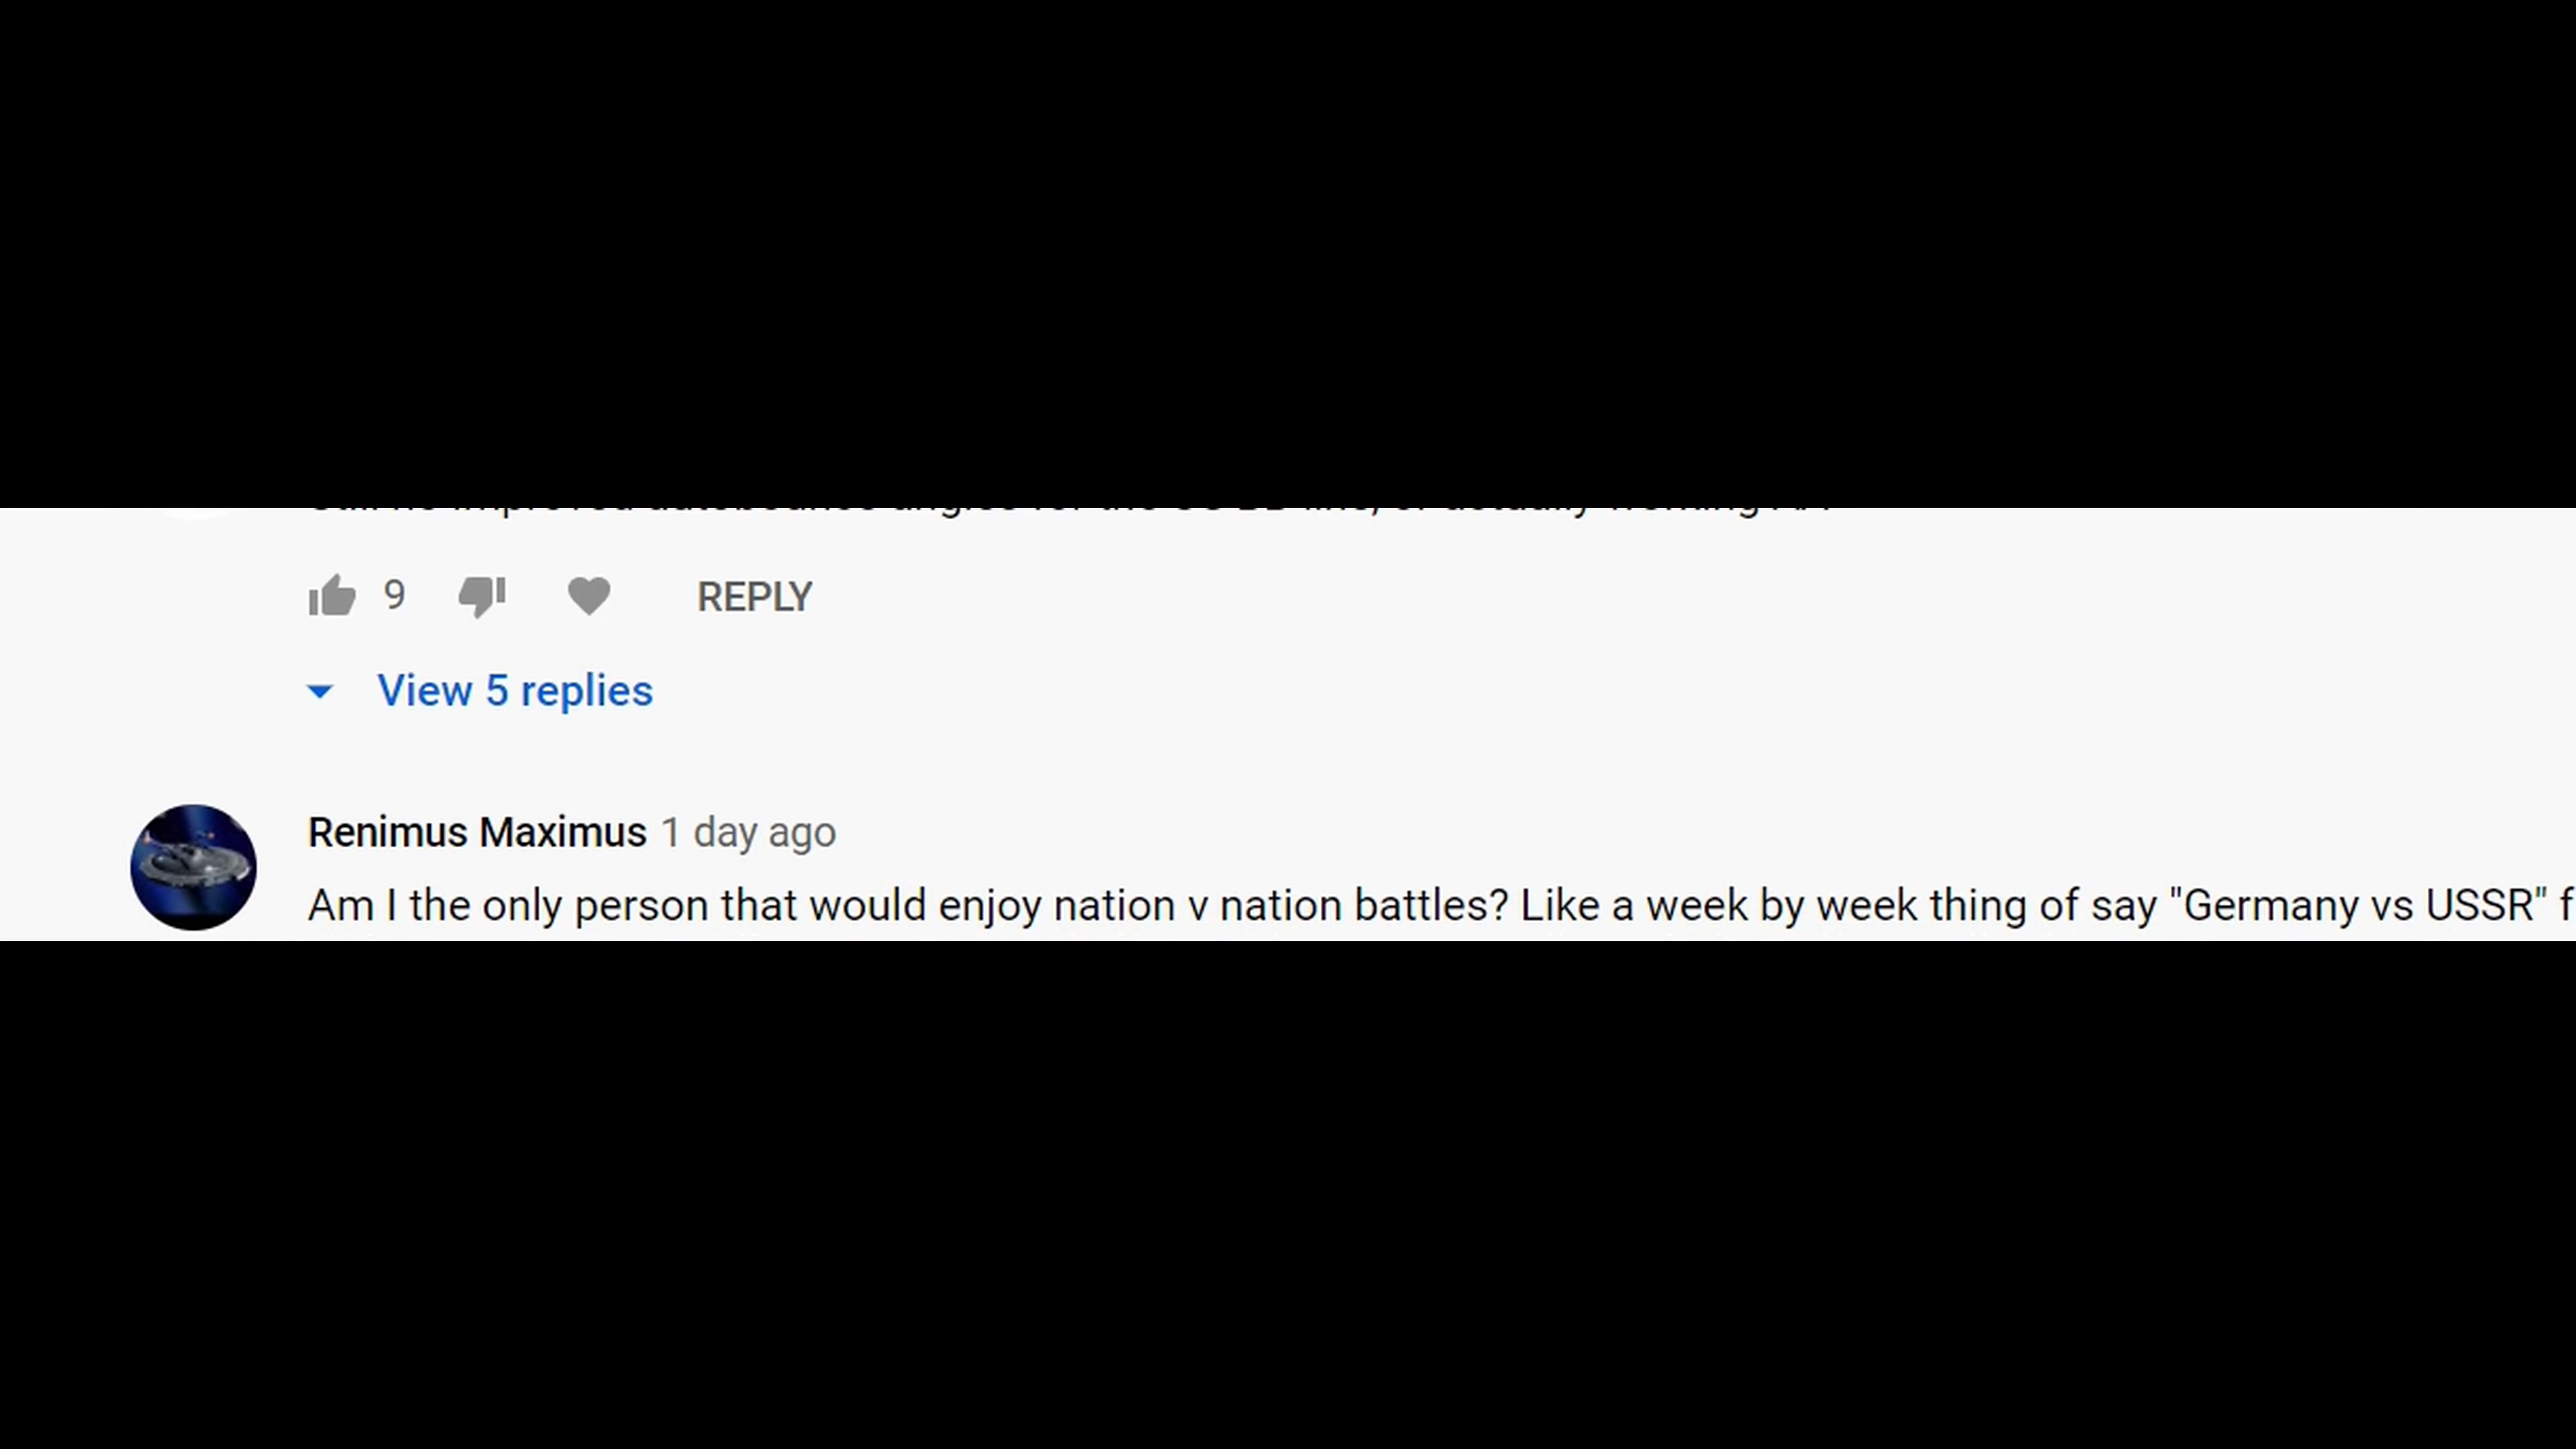 9 REPLY
View 5 replies
Renimus Maximus 1 day ago
Am I the only person that would enjoy nation v nation battles? Like a week by week thing of say "Germany vs USSR" f